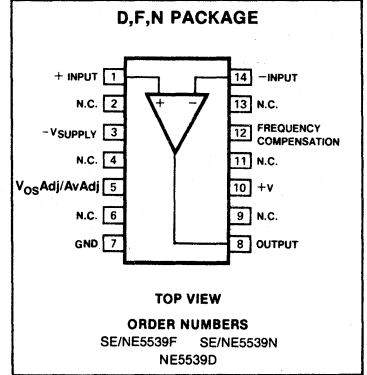 D,F,N PACKAGE
+ INPUT 1 14 −INPUT
N.C. 2 13 N.C.
−VSUPPLY 3 12 FREQUENCY COMPENSATION
N.C. 4 11 N.C.
VOSAdj/AvAdj 5 10 +V
N.C. 6 9 N.C.
GND 7 8 OUTPUT
+ −
TOP VIEW
ORDER NUMBERS
SE/NE5539F SE/NE5539N
NE5539D